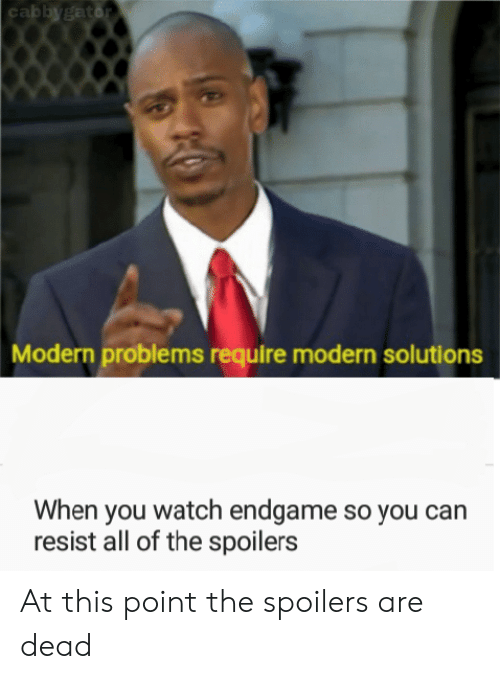 cabbygator
Modern problems require modern solutions
When you watch endgame so you can
resist all of the spoilers
At this point the spoilers are
dead